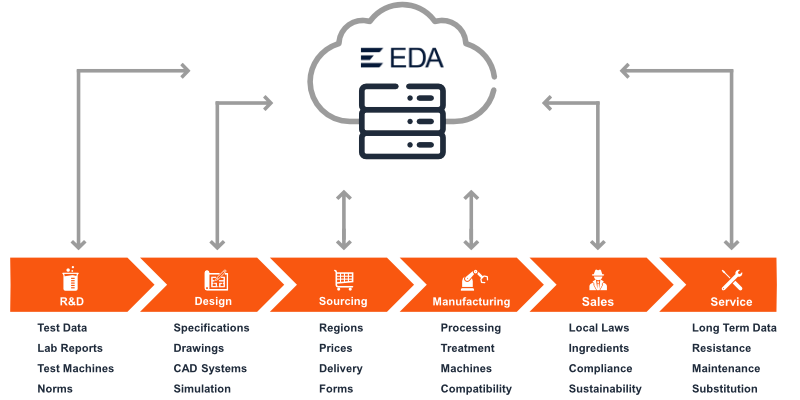 EDA
R&D
Design
Sourcing
Manufacturing
Sales
Service
Test Data
Lab Reports
Test Machines
Norms
Specifications
Drawings
CAD Systems
Simulation
Regions
Prices
Delivery
Forms
Processing
Treatment
Machines
Compatibility
Local Laws
Ingredients
Compliance
Sustainability
Long Term Data
Resistance
Maintenance
Substitution